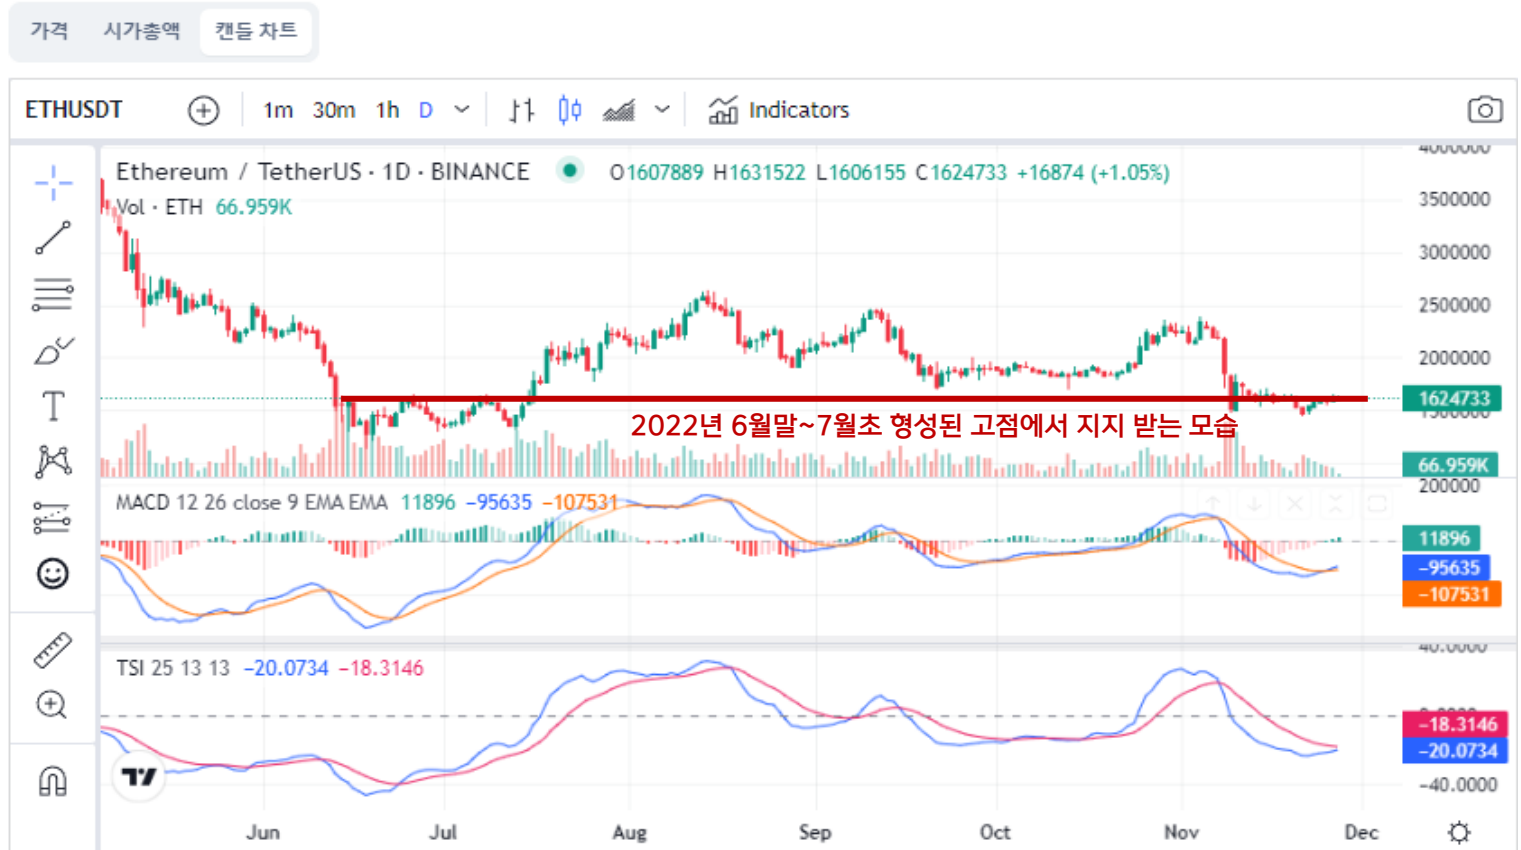 가격 시가총액 캔들 차트
ETHUSDT 1m 30m 1h D Indicators
Ethereum / TetherUS · 1D · BINANCE O1607889 H1631522 L1606155 C1624733 +16874 (+1.05%)
Vol · ETH 66.959K
4000000
3500000
3000000
2500000
2000000
1624733
1500000
2022년 6월말~7월초 형성된 고점에서 지지 받는 모습
66.959K
MACD 12 26 close 9 EMA EMA 11896 −95635 −107531
200000
11896
−95635
−107531
TSI 25 13 13 −20.0734 −18.3146
40.0000
0.0000
−18.3146
−20.0734
−40.0000
Jun Jul Aug Sep Oct Nov Dec